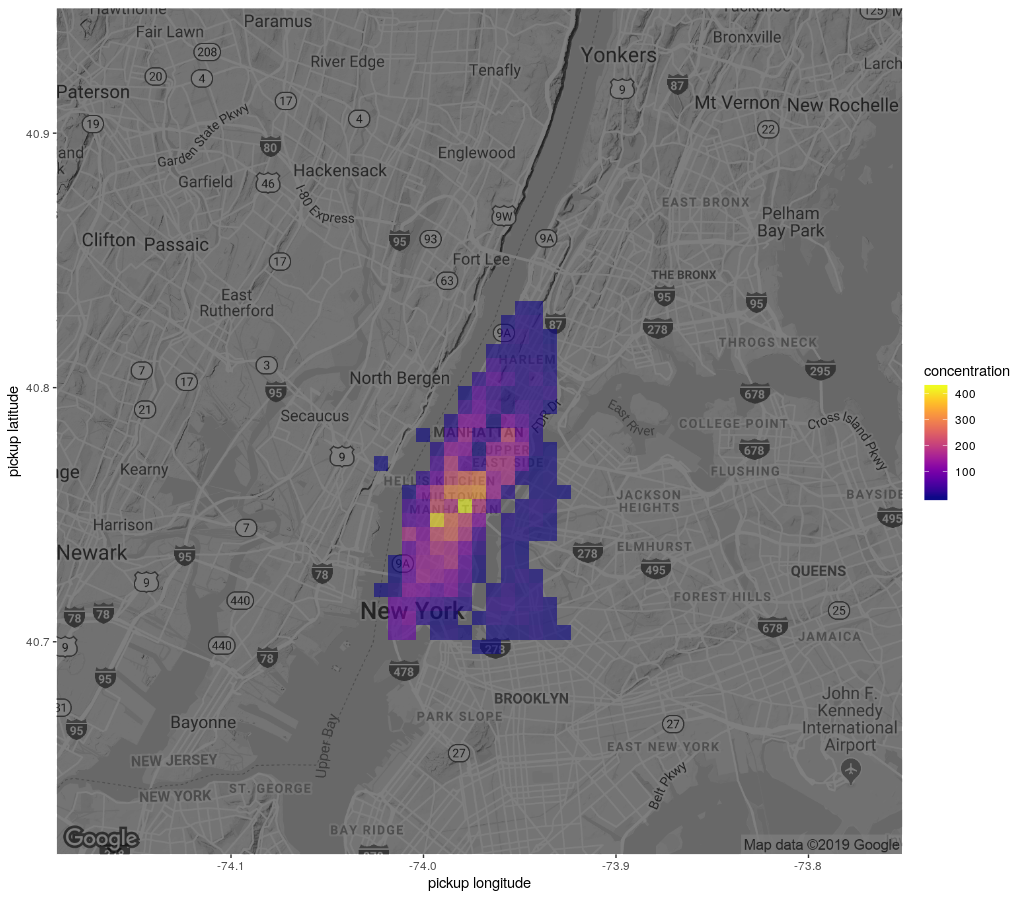 Hawthorne
Paramus
Tuckahoe
125
Fair Lawn
208
River Edge
Tenafly
Yonkers
Bronxville
Larch
20
4
17
9
87
Paterson
Mt Vernon
New Rochelle
19
4
22
40.9
and
k
Garden State Pkwy
80
Englewood
Hackensack
Garfield
46
I-80 Express
EAST BRONX
9W
Pelham
Bay Park
Clifton
Passaic
95
93
9A
17
Fort Lee
63
THE BRONX
95
95
East
Rutherford
87
278
9A
THROGS NECK
HARLEM
7
3
295
17
95
North Bergen
40.8
678
21
Secaucus
FDR Dr
East River
COLLEGE POINT
Cross Island Pkwy
MANHATTAN
UPPER
EAST SIDE
678
9
ge
Kearny
HELL'S KITCHEN
FLUSHING
MIDTOWN
MANHATTAN
JACKSON
HEIGHTS
BAYSIDE
495
Harrison
7
Newark
95
9A
278
ELMHURST
495
9
78
QUEENS
440
FOREST HILLS
78
78
New York
25
9
440
278
678
JAMAICA
40.7
78
95
478
BROOKLYN
John F.
Kennedy
International
Airport
31
95
Bayonne
PARK SLOPE
27
Upper Bay
27
EAST NEW YORK
NEW JERSEY
Belt Pkwy
NEW YORK
ST. GEORGE
BAY RIDGE
Google
Map data ©2019 Google
-74.1
-74.0
-73.9
-73.8
pickup longitude
pickup latitude
concentration
400
300
200
100